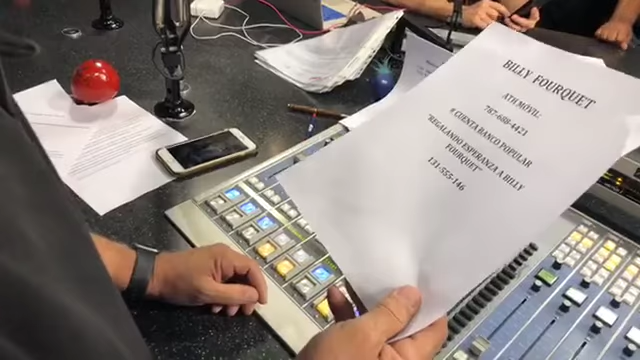 BILLY FOURQUET
ATH MÓVIL:
787-688-4421
# CUENTA BANCO POPULAR
"REGALANDO ESPERANZA A BILLY
FOURQUET"
131-555-146